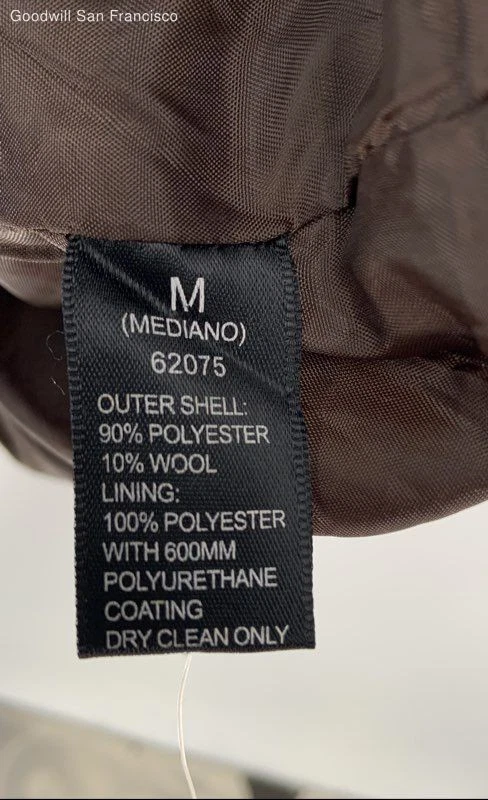 Goodwill San Francisco
M
(MEDIANO)
62075
OUTER SHELL:
90% POLYESTER
10% WOOL
LINING:
100% POLYESTER
WITH 600MM
POLYURETHANE
COATING
DRY CLEAN ONLY